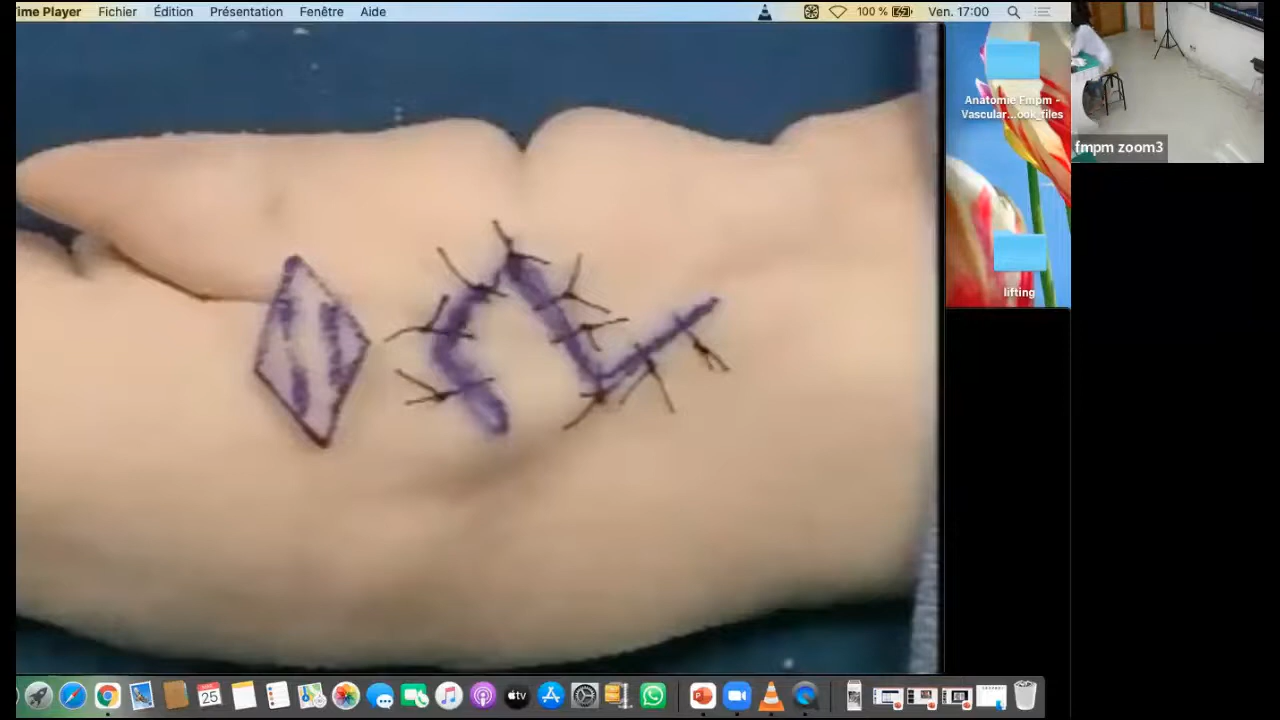 ime Player Fichier Édition Présentation Fenêtre Aide 100 % Ven. 17:00
Anatomie Fmpm -
Vascular...ook_files
fmpm zoom3
lifting
25
tv